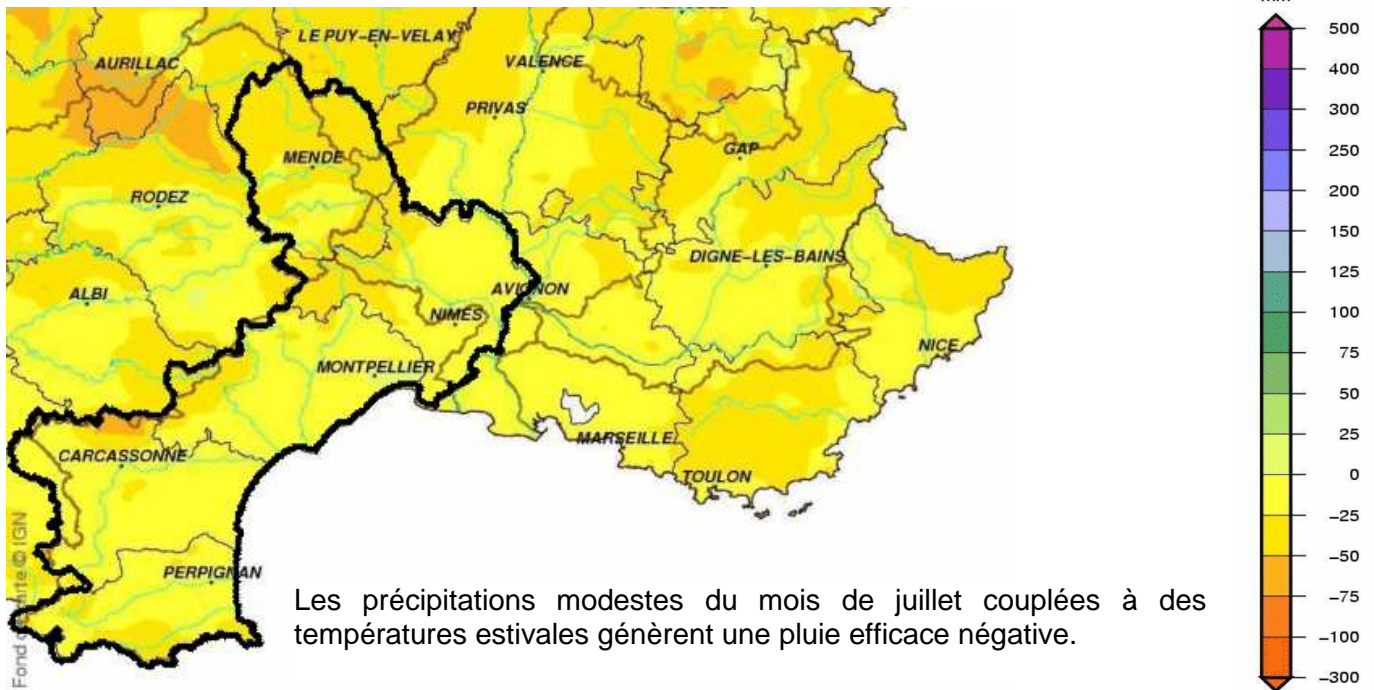 LE PUY-EN-VELAY
AURILLAC
VALENCE
PRIVAS
MENDE
GAP
RODEZ
DIGNE-LES-BAINS
ALBI
AVIGNON
NIMES
NICE
MONTPELLIER
MARSEILLE
CARCASSONNE
TOULON
PERPIGNAN
Les précipitations modestes du mois de juillet couplées à des
températures estivales génèrent une pluie efficace négative.
500
400
300
250
200
150
125
100
75
50
25
0
-25
-50
-75
-100
-300
Fond de carte © IGN